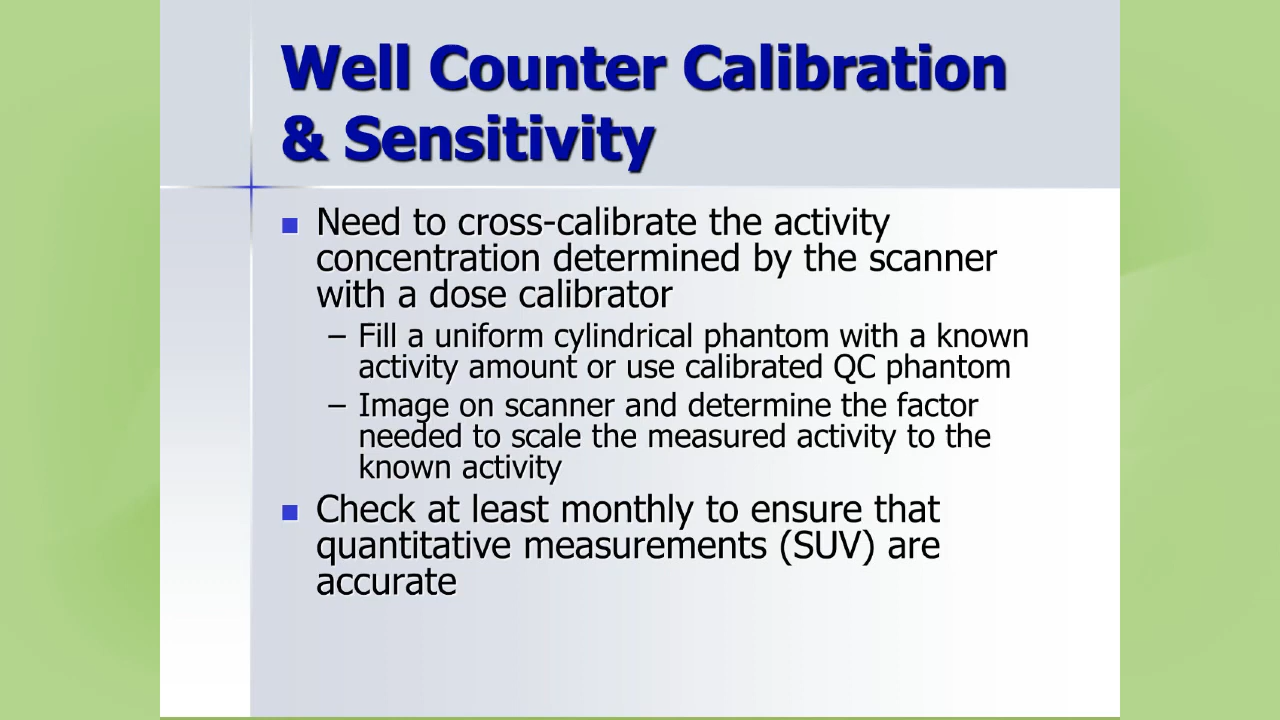 Well Counter Calibration
& Sensitivity
Need to cross-calibrate the activity
concentration determined by the scanner
with a dose calibrator
– Fill a uniform cylindrical phantom with a known
activity amount or use calibrated QC phantom
– Image on scanner and determine the factor
needed to scale the measured activity to the
known activity
Check at least monthly to ensure that
quantitative measurements (SUV) are
accurate